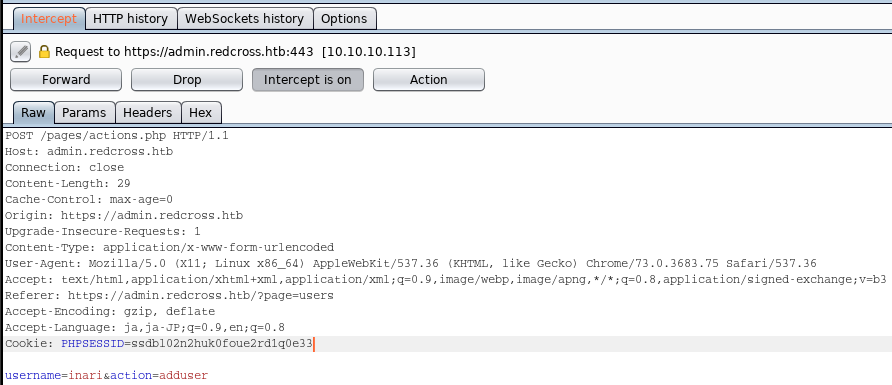 Intercept HTTP history WebSockets history Options
Request to https://admin.redcross.htb:443 [10.10.10.113]
Forward Drop Intercept is on Action
Raw Params Headers Hex
POST /pages/actions.php HTTP/1.1
Host: admin.redcross.htb
Connection: close
Content-Length: 29
Cache-Control: max-age=0
Origin: https://admin.redcross.htb
Upgrade-Insecure-Requests: 1
Content-Type: application/x-www-form-urlencoded
User-Agent: Mozilla/5.0 (X11; Linux x86_64) AppleWebKit/537.36 (KHTML, like Gecko) Chrome/73.0.3683.75 Safari/537.36
Accept: text/html,application/xhtml+xml,application/xml;q=0.9,image/webp,image/apng,*/*;q=0.8,application/signed-exchange;v=b3
Referer: https://admin.redcross.htb/?page=users
Accept-Encoding: gzip, deflate
Accept-Language: ja,ja-JP;q=0.9,en;q=0.8
Cookie: PHPSESSID=ssdbl02n2huk0foue2rd1q0e33
username=inari&action=adduser